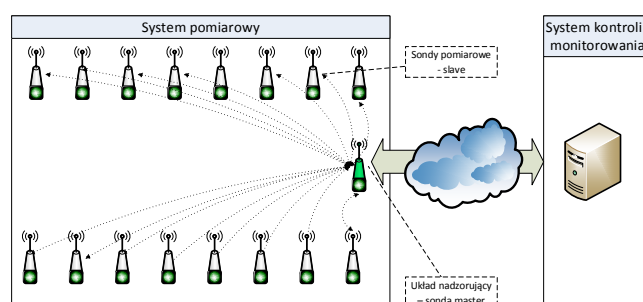 System pomiarowy
System kontroli
monitorowania
Sondy pomiarowe
- slave
Układ nadzorujący
– sonda master